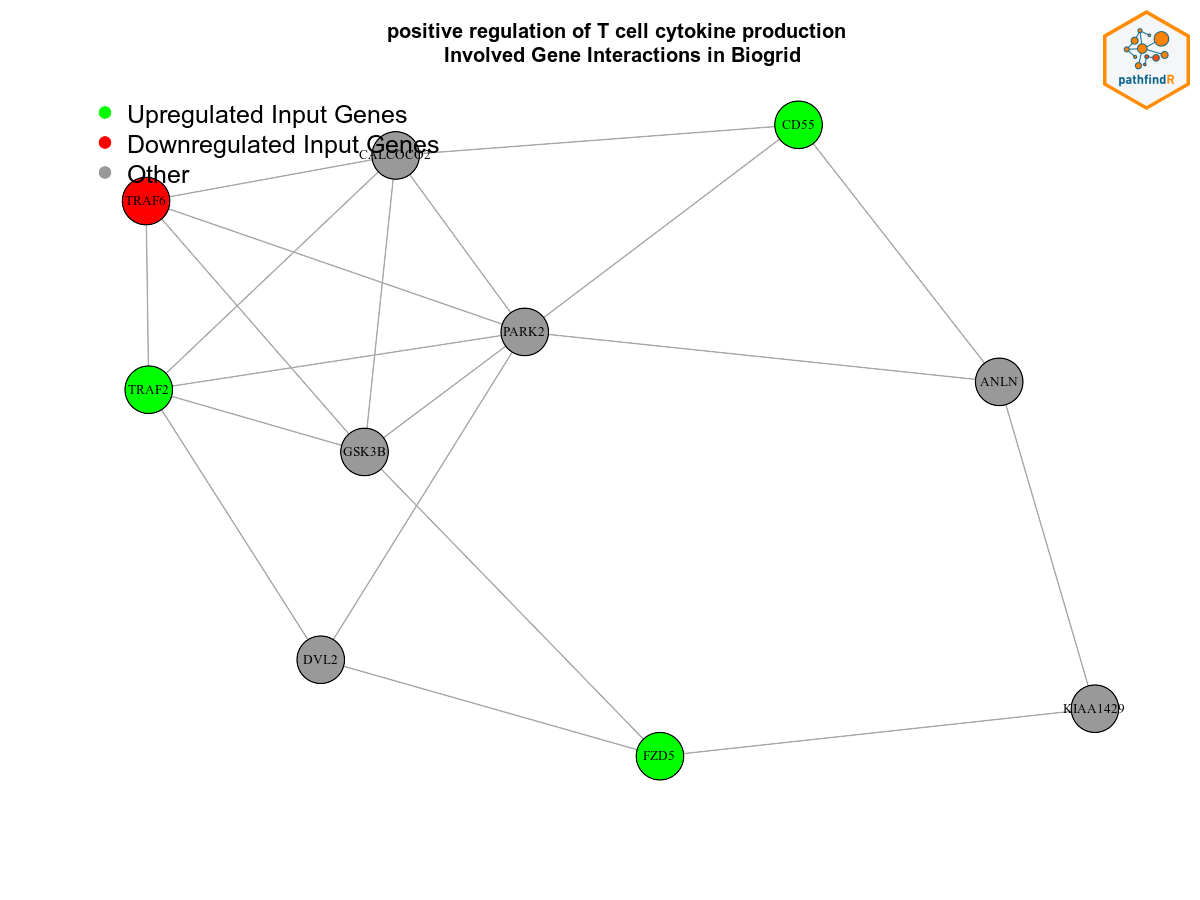 positive regulation of T cell cytokine production
Involved Gene Interactions in Biogrid
pathfindR
Upregulated Input Genes
Downregulated Input Genes
Other
CD55
CALCOCO2
TRAF6
PARK2
ANLN
TRAF2
GSK3B
DVL2
KIAA1429
FZD5